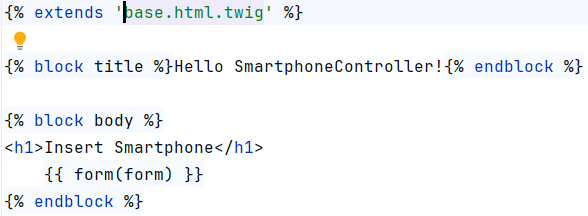 {% extends 'base.html.twig' %}
{% block title %}Hello SmartphoneController!{% endblock %}
{% block body %}
<h1>Insert Smartphone</h1>
{{ form(form) }}
{% endblock %}